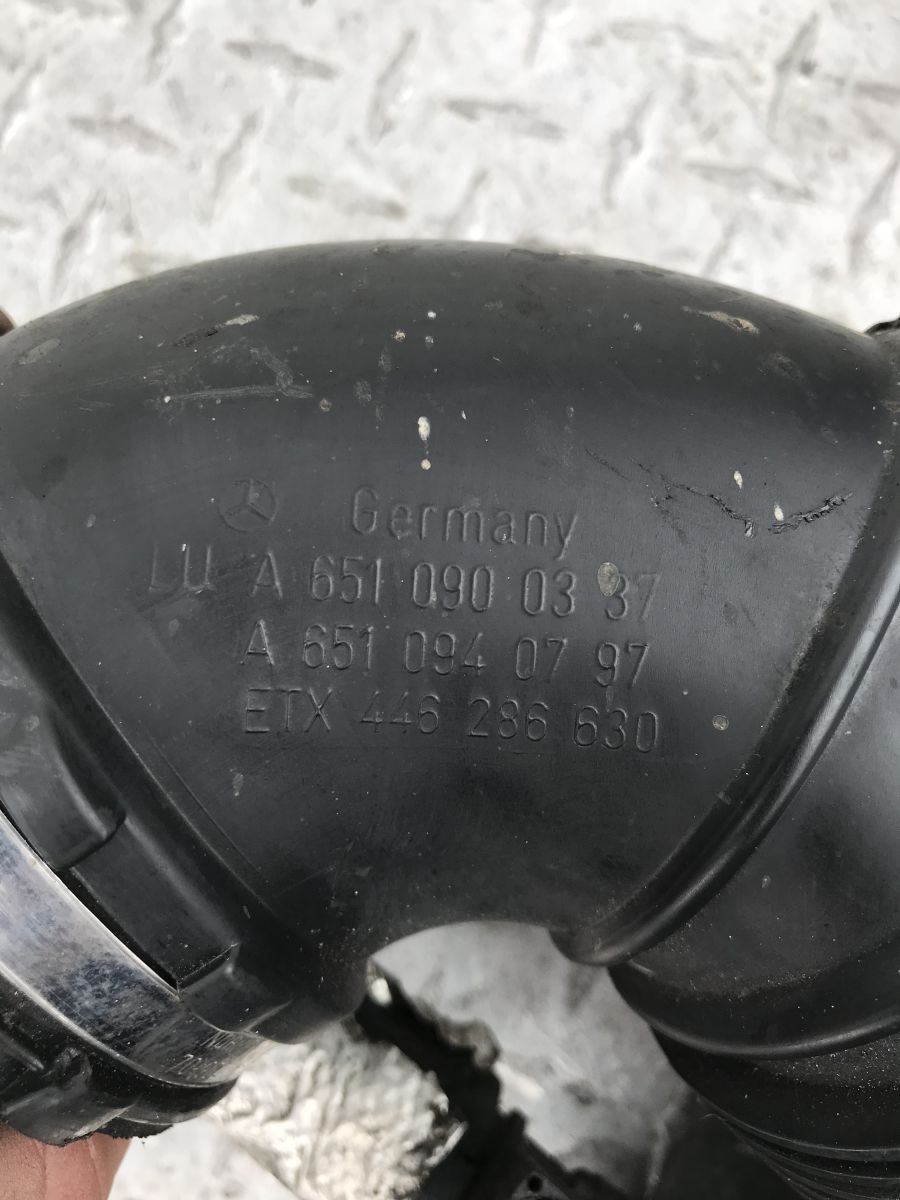 Germany
LU A 651 090 03 37
A 651 094 07 97
ETX 446 286 630